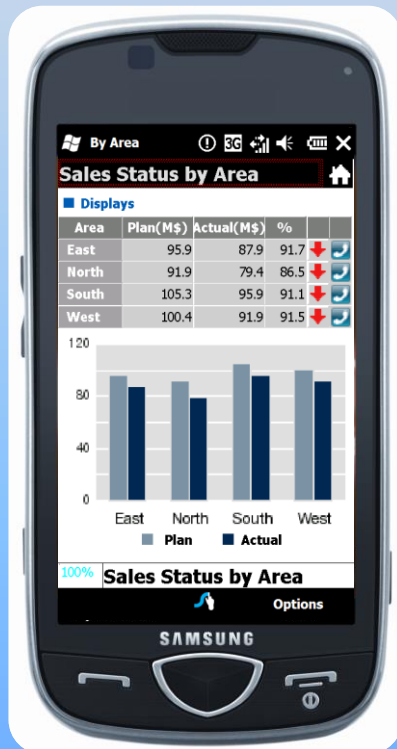 By Area 3G
Sales Status by Area
Displays
Area Plan(M$) Actual(M$) %
East 95.9 87.9 91.7
North 91.9 79.4 86.5
South 105.3 95.9 91.1
West 100.4 91.9 91.5
120
80
40
0
East North South West
Plan Actual
100% Sales Status by Area
Options
SAMSUNG